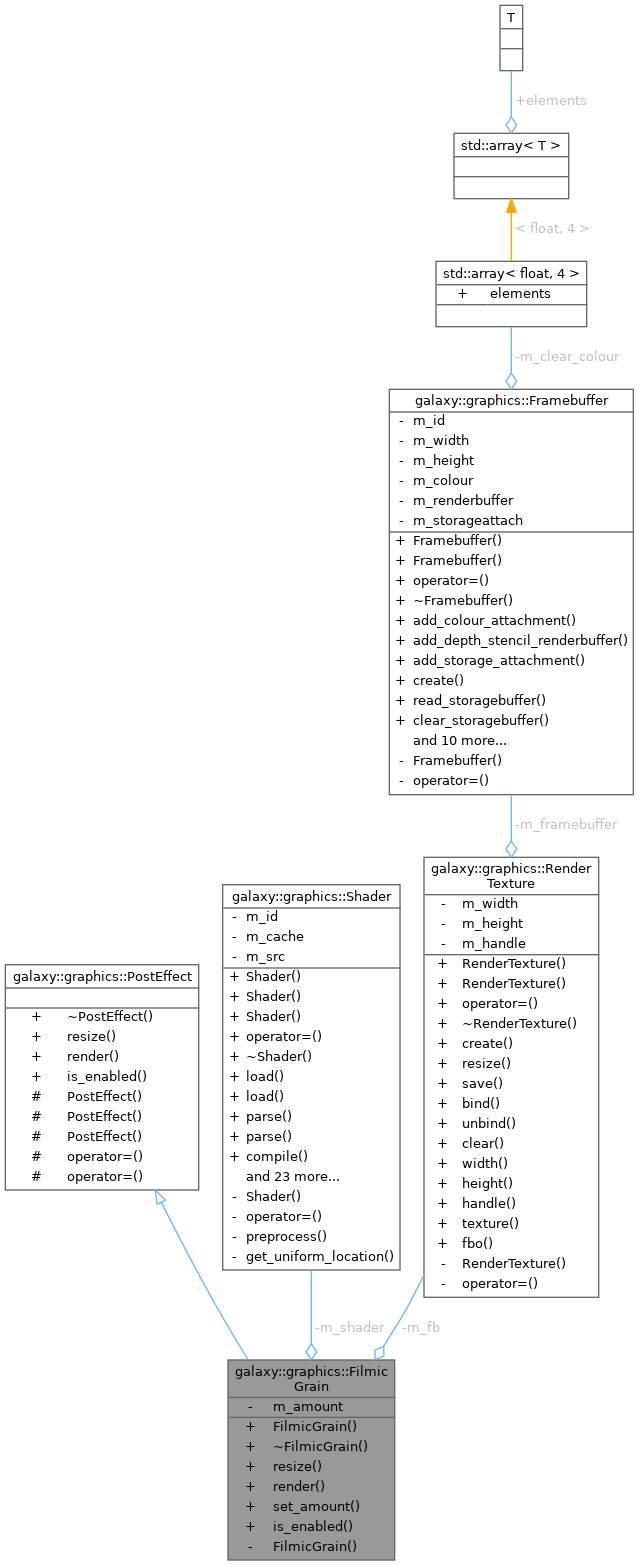 T
+elements
std::array< T >
< float, 4 >
std::array< float, 4 >
+ elements
-m_clear_colour
galaxy::graphics::Framebuffer
- m_id
- m_width
- m_height
- m_colour
- m_renderbuffer
- m_storageattach
+ Framebuffer()
+ Framebuffer()
+ operator=()
+ ~Framebuffer()
+ add_colour_attachment()
+ add_depth_stencil_renderbuffer()
+ add_storage_attachment()
+ create()
+ read_storagebuffer()
+ clear_storagebuffer()
and 10 more...
- Framebuffer()
- operator=()
-m_framebuffer
galaxy::graphics::Render
Texture
- m_width
- m_height
- m_handle
+ RenderTexture()
+ RenderTexture()
+ operator=()
+ ~RenderTexture()
+ create()
+ resize()
+ save()
+ bind()
+ unbind()
+ clear()
+ width()
+ height()
+ handle()
+ texture()
+ fbo()
- RenderTexture()
- operator=()
galaxy::graphics::Shader
- m_id
- m_cache
- m_src
+ Shader()
+ Shader()
+ Shader()
+ operator=()
+ ~Shader()
+ load()
+ load()
+ parse()
+ parse()
+ compile()
and 23 more...
- Shader()
- operator=()
- preprocess()
- get_uniform_location()
galaxy::graphics::PostEffect
+ ~PostEffect()
+ resize()
+ render()
+ is_enabled()
# PostEffect()
# PostEffect()
# PostEffect()
# operator=()
# operator=()
-m_shader
-m_fb
galaxy::graphics::Filmic
Grain
- m_amount
+ FilmicGrain()
+ ~FilmicGrain()
+ resize()
+ render()
+ set_amount()
+ is_enabled()
- FilmicGrain()